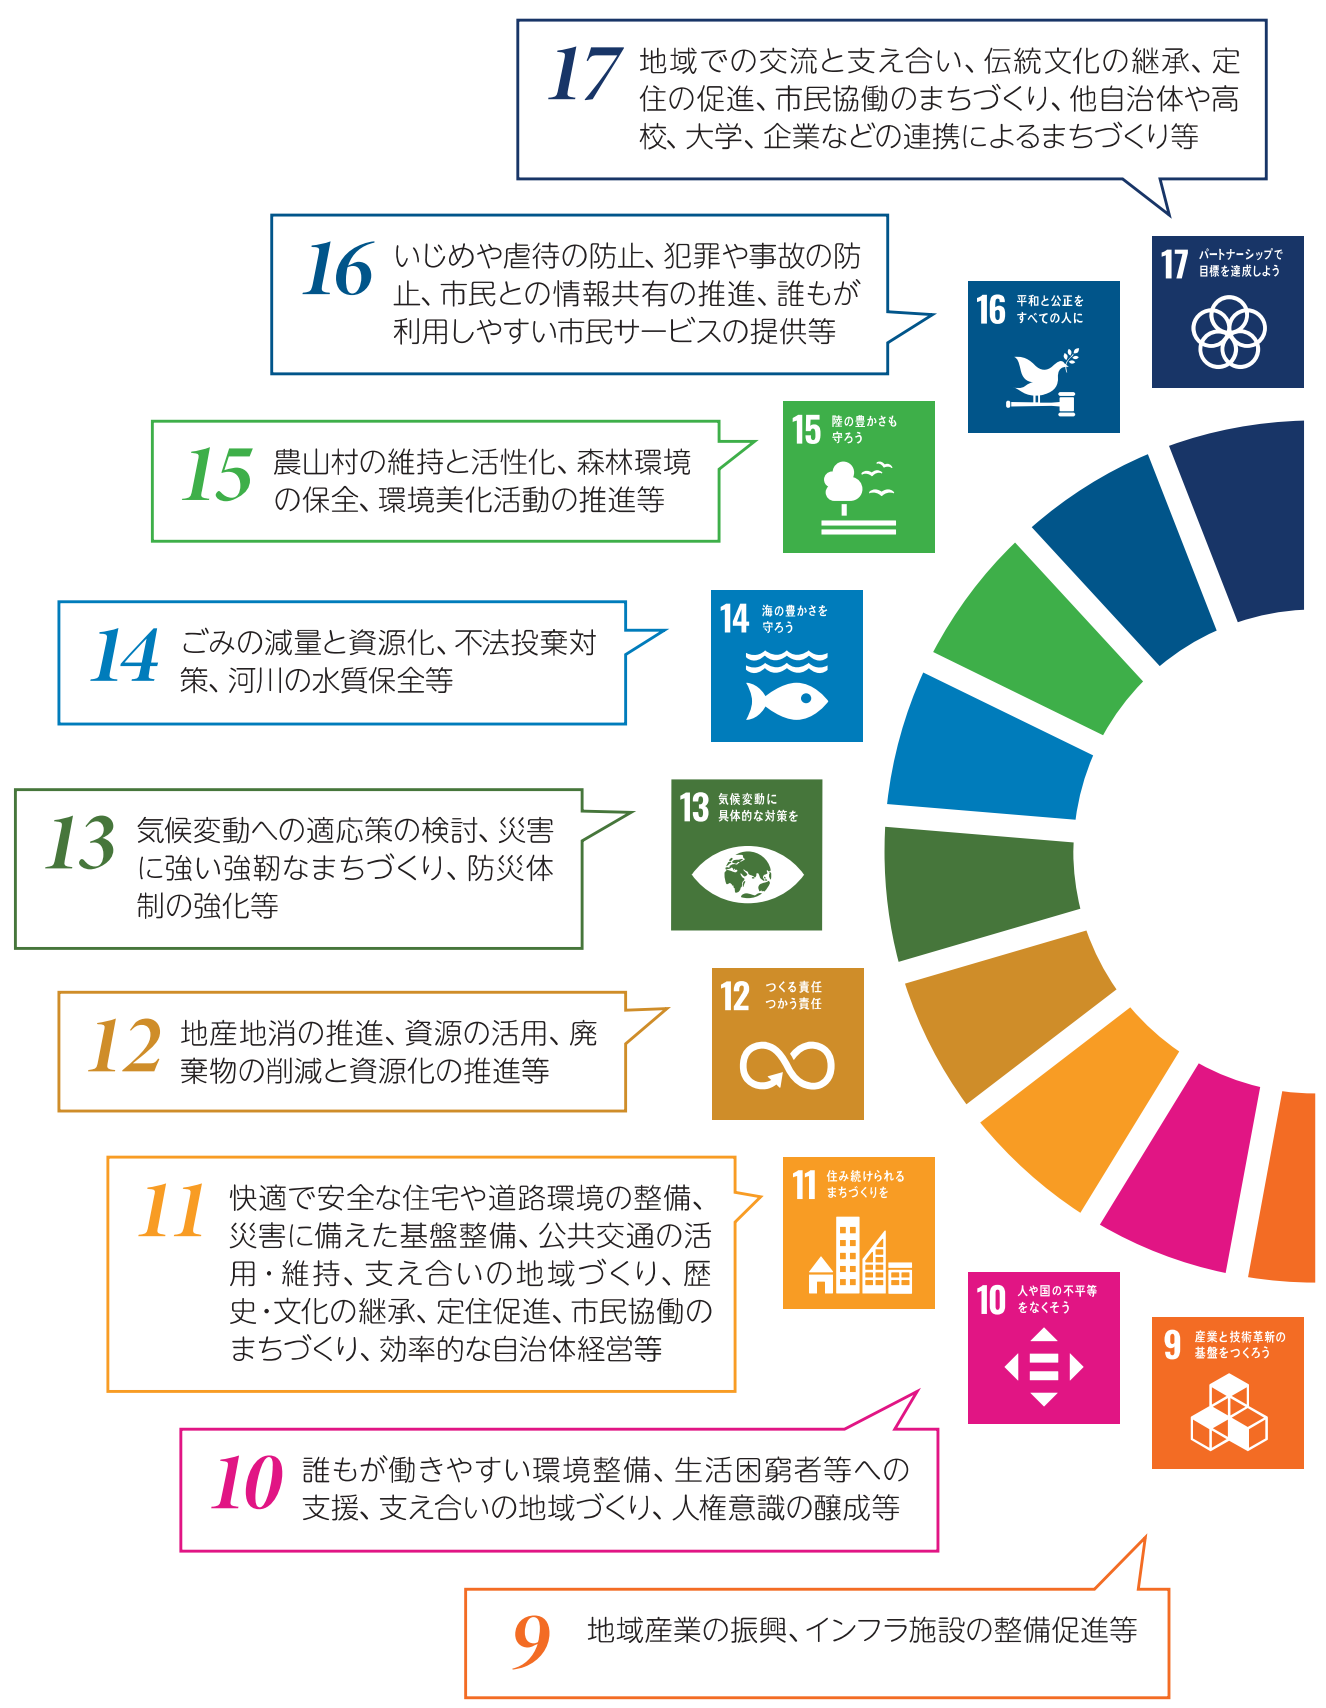 17
地域での交流と支え合い、伝統文化の継承、定
住の促進、市民協働のまちづくり、他自治体や高
校、大学、企業などの連携によるまちづくり等
17
パートナーシップで
目標を達成しよう
16
いじめや虐待の防止、犯罪や事故の防
止、市民との情報共有の推進、誰もが
利用しやすい市民サービスの提供等
16
平和と公正を
すべての人に
15
農山村の維持と活性化、森林環境
の保全、環境美化活動の推進等
15
陸の豊かさも
守ろう
14
ごみの減量と資源化、不法投棄対
策、河川の水質保全等
14
海の豊かさを
守ろう
13
気候変動への適応策の検討、災害
に強い強靭なまちづくり、防災体
制の強化等
13
気候変動に
具体的な対策を
12
地産地消の推進、資源の活用、廃
棄物の削減と資源化の推進等
12
つくる責任
つかう責任
11
快適で安全な住宅や道路環境の整備、
災害に備えた基盤整備、公共交通の活
用・維持、支え合いの地域づくり、歴
史・文化の継承、定住促進、市民協働の
まちづくり、効率的な自治体経営等
11
住み続けられる
まちづくりを
10
誰もが働きやすい環境整備、生活困窮者等への
支援、支え合いの地域づくり、人権意識の醸成等
10
人や国の不平等
をなくそう
9
地域産業の振興、インフラ施設の整備促進等
9
産業と技術革新の
基盤をつくろう